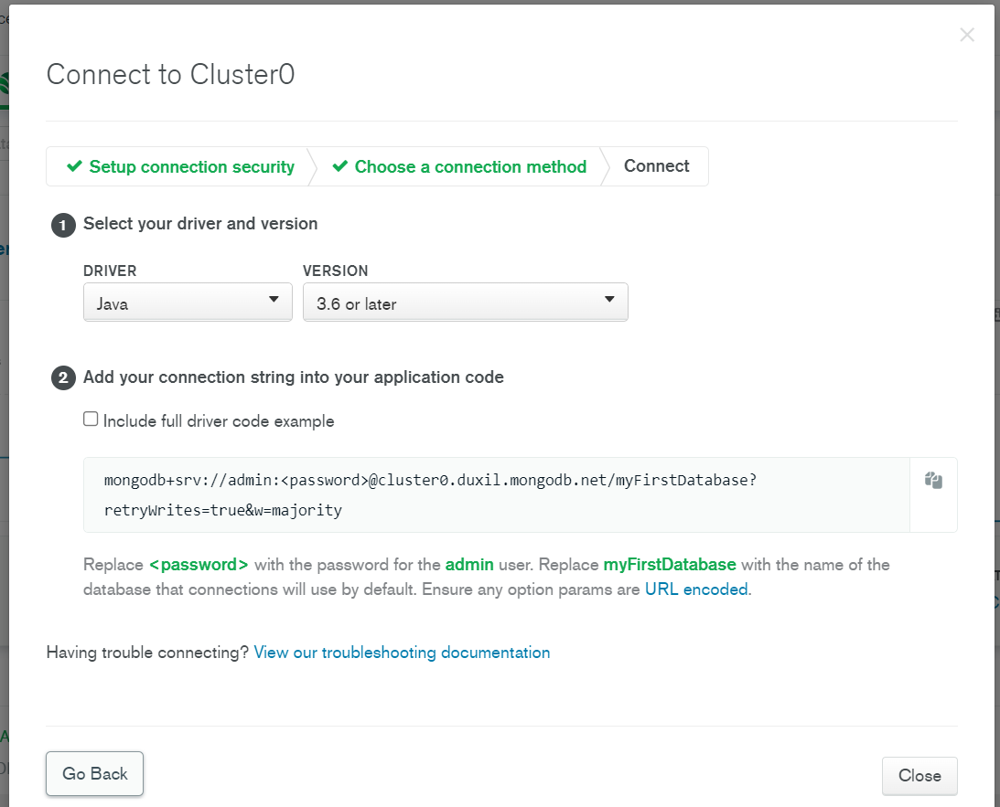 Connect to Cluster0
Setup connection security
Choose a connection method
Connect
1 Select your driver and version
DRIVER
VERSION
Java
3.6 or later
2 Add your connection string into your application code
Include full driver code example
mongodb+srv://admin:<password>@cluster0.duxil.mongodb.net/myFirstDatabase?
retryWrites=true&w=majority
Replace <password> with the password for the admin user. Replace myFirstDatabase with the name of the
database that connections will use by default. Ensure any option params are URL encoded.
Having trouble connecting? View our troubleshooting documentation
Go Back
Close